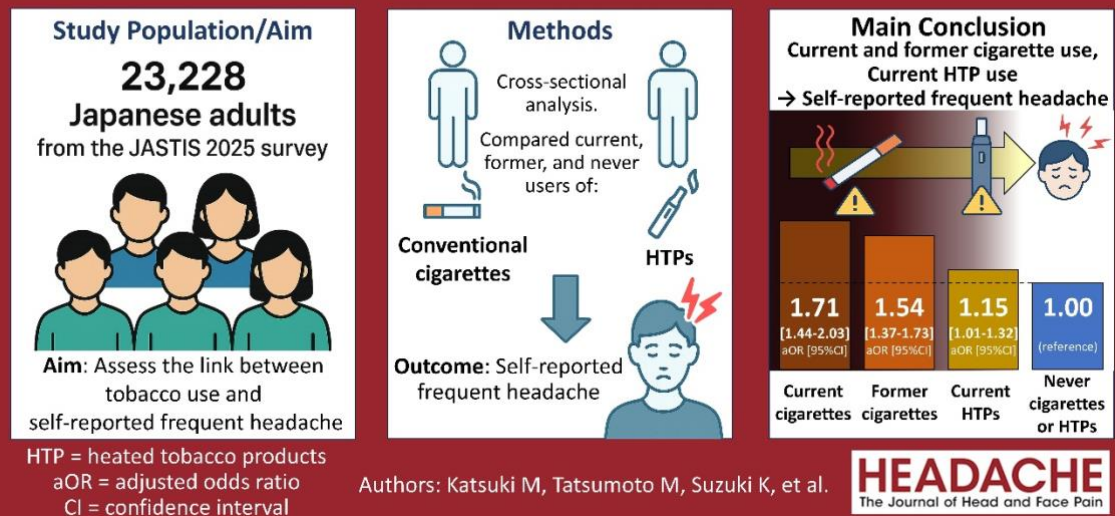 Study Population/Aim
23,228
Japanese adults
from the JASTIS 2025 survey
Aim: Assess the link between
tobacco use and
self-reported frequent headache
Methods
Cross-sectional
analysis.
Compared current,
former, and never
users of:
Conventional
cigarettes
HTPs
Outcome: Self-reported
frequent headache
Main Conclusion
Current and former cigarette use,
Current HTP use
→ Self-reported frequent headache
1.71
[1.44-2.03]
aOR [95%CI]
1.54
[1.37-1.73]
aOR [95%CI]
1.15
[1.01-1.32]
aOR [95%CI]
1.00
(reference)
Current
cigarettes
Former
cigarettes
Current
HTPs
Never
cigarettes
or HTPs
HTP = heated tobacco products
aOR = adjusted odds ratio
CI = confidence interval
Authors: Katsuki M, Tatsumoto M, Suzuki K, et al.
HEADACHE
The Journal of Head and Face Pain